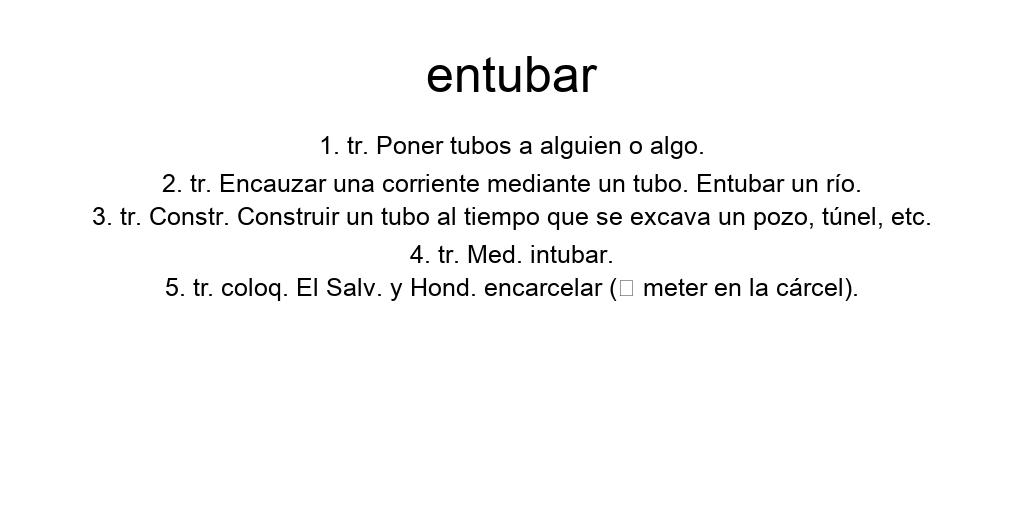 entubar
1. tr. Poner tubos a alguien o algo.
2. tr. Encauzar una corriente mediante un tubo. Entubar un río.
3. tr. Constr. Construir un tubo al tiempo que se excava un pozo, túnel, etc.
4. tr. Med. intubar.
5. tr. coloq. El Salv. y Hond. encarcelar (□ meter en la cárcel).